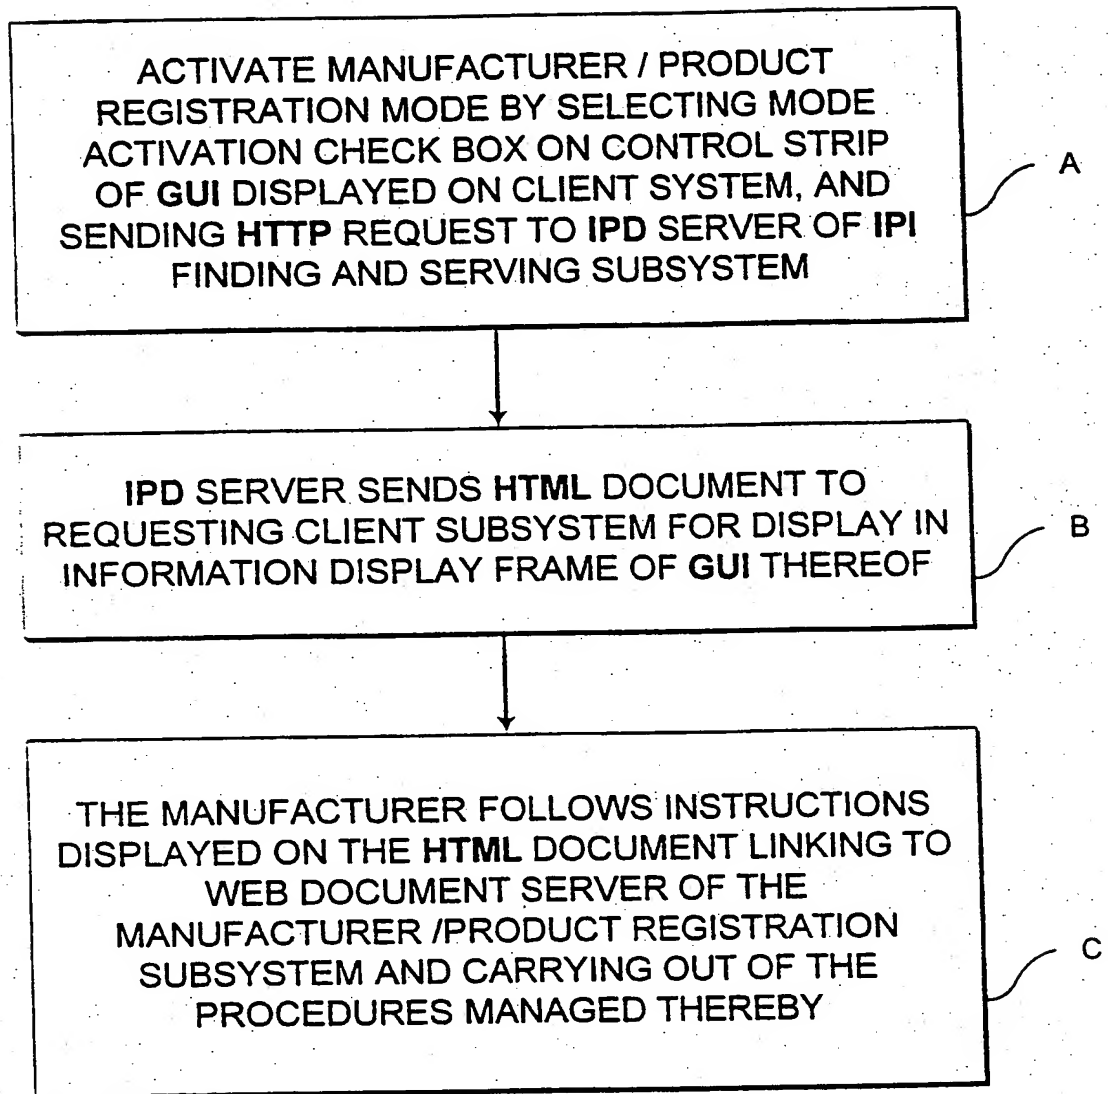 ACTIVATE MANUFACTURER / PRODUCT
REGISTRATION MODE BY SELECTING MODE
ACTIVATION CHECK BOX ON CONTROL STRIP
OF GUI DISPLAYED ON CLIENT SYSTEM, AND
SENDING HTTP REQUEST TO IPD SERVER OF IPI
FINDING AND SERVING SUBSYSTEM
A
IPD SERVER SENDS HTML DOCUMENT TO
REQUESTING CLIENT SUBSYSTEM FOR DISPLAY IN
INFORMATION DISPLAY FRAME OF GUI THEREOF
B
THE MANUFACTURER FOLLOWS INSTRUCTIONS
DISPLAYED ON THE HTML DOCUMENT LINKING TO
WEB DOCUMENT SERVER OF THE
MANUFACTURER /PRODUCT REGISTRATION
SUBSYSTEM AND CARRYING OUT OF THE
PROCEDURES MANAGED THEREBY
C